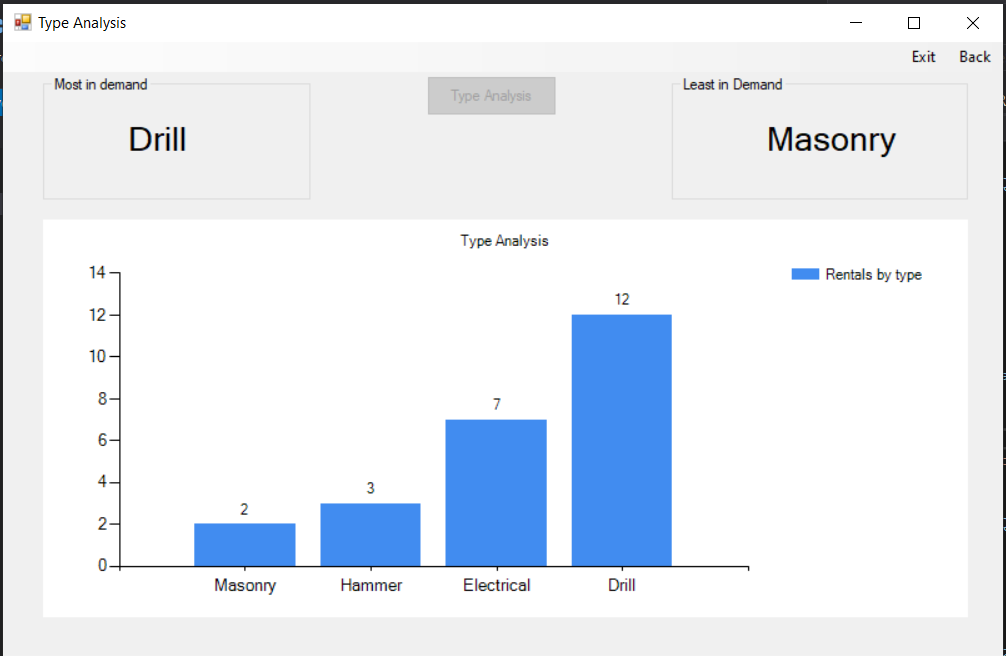 Type Analysis
Exit Back
Most in demand
Drill
Type Analysis
Least in Demand
Masonry
Type Analysis
Rentals by type
14
12
10
8
6
4
2
0
2
3
7
12
Masonry Hammer Electrical Drill